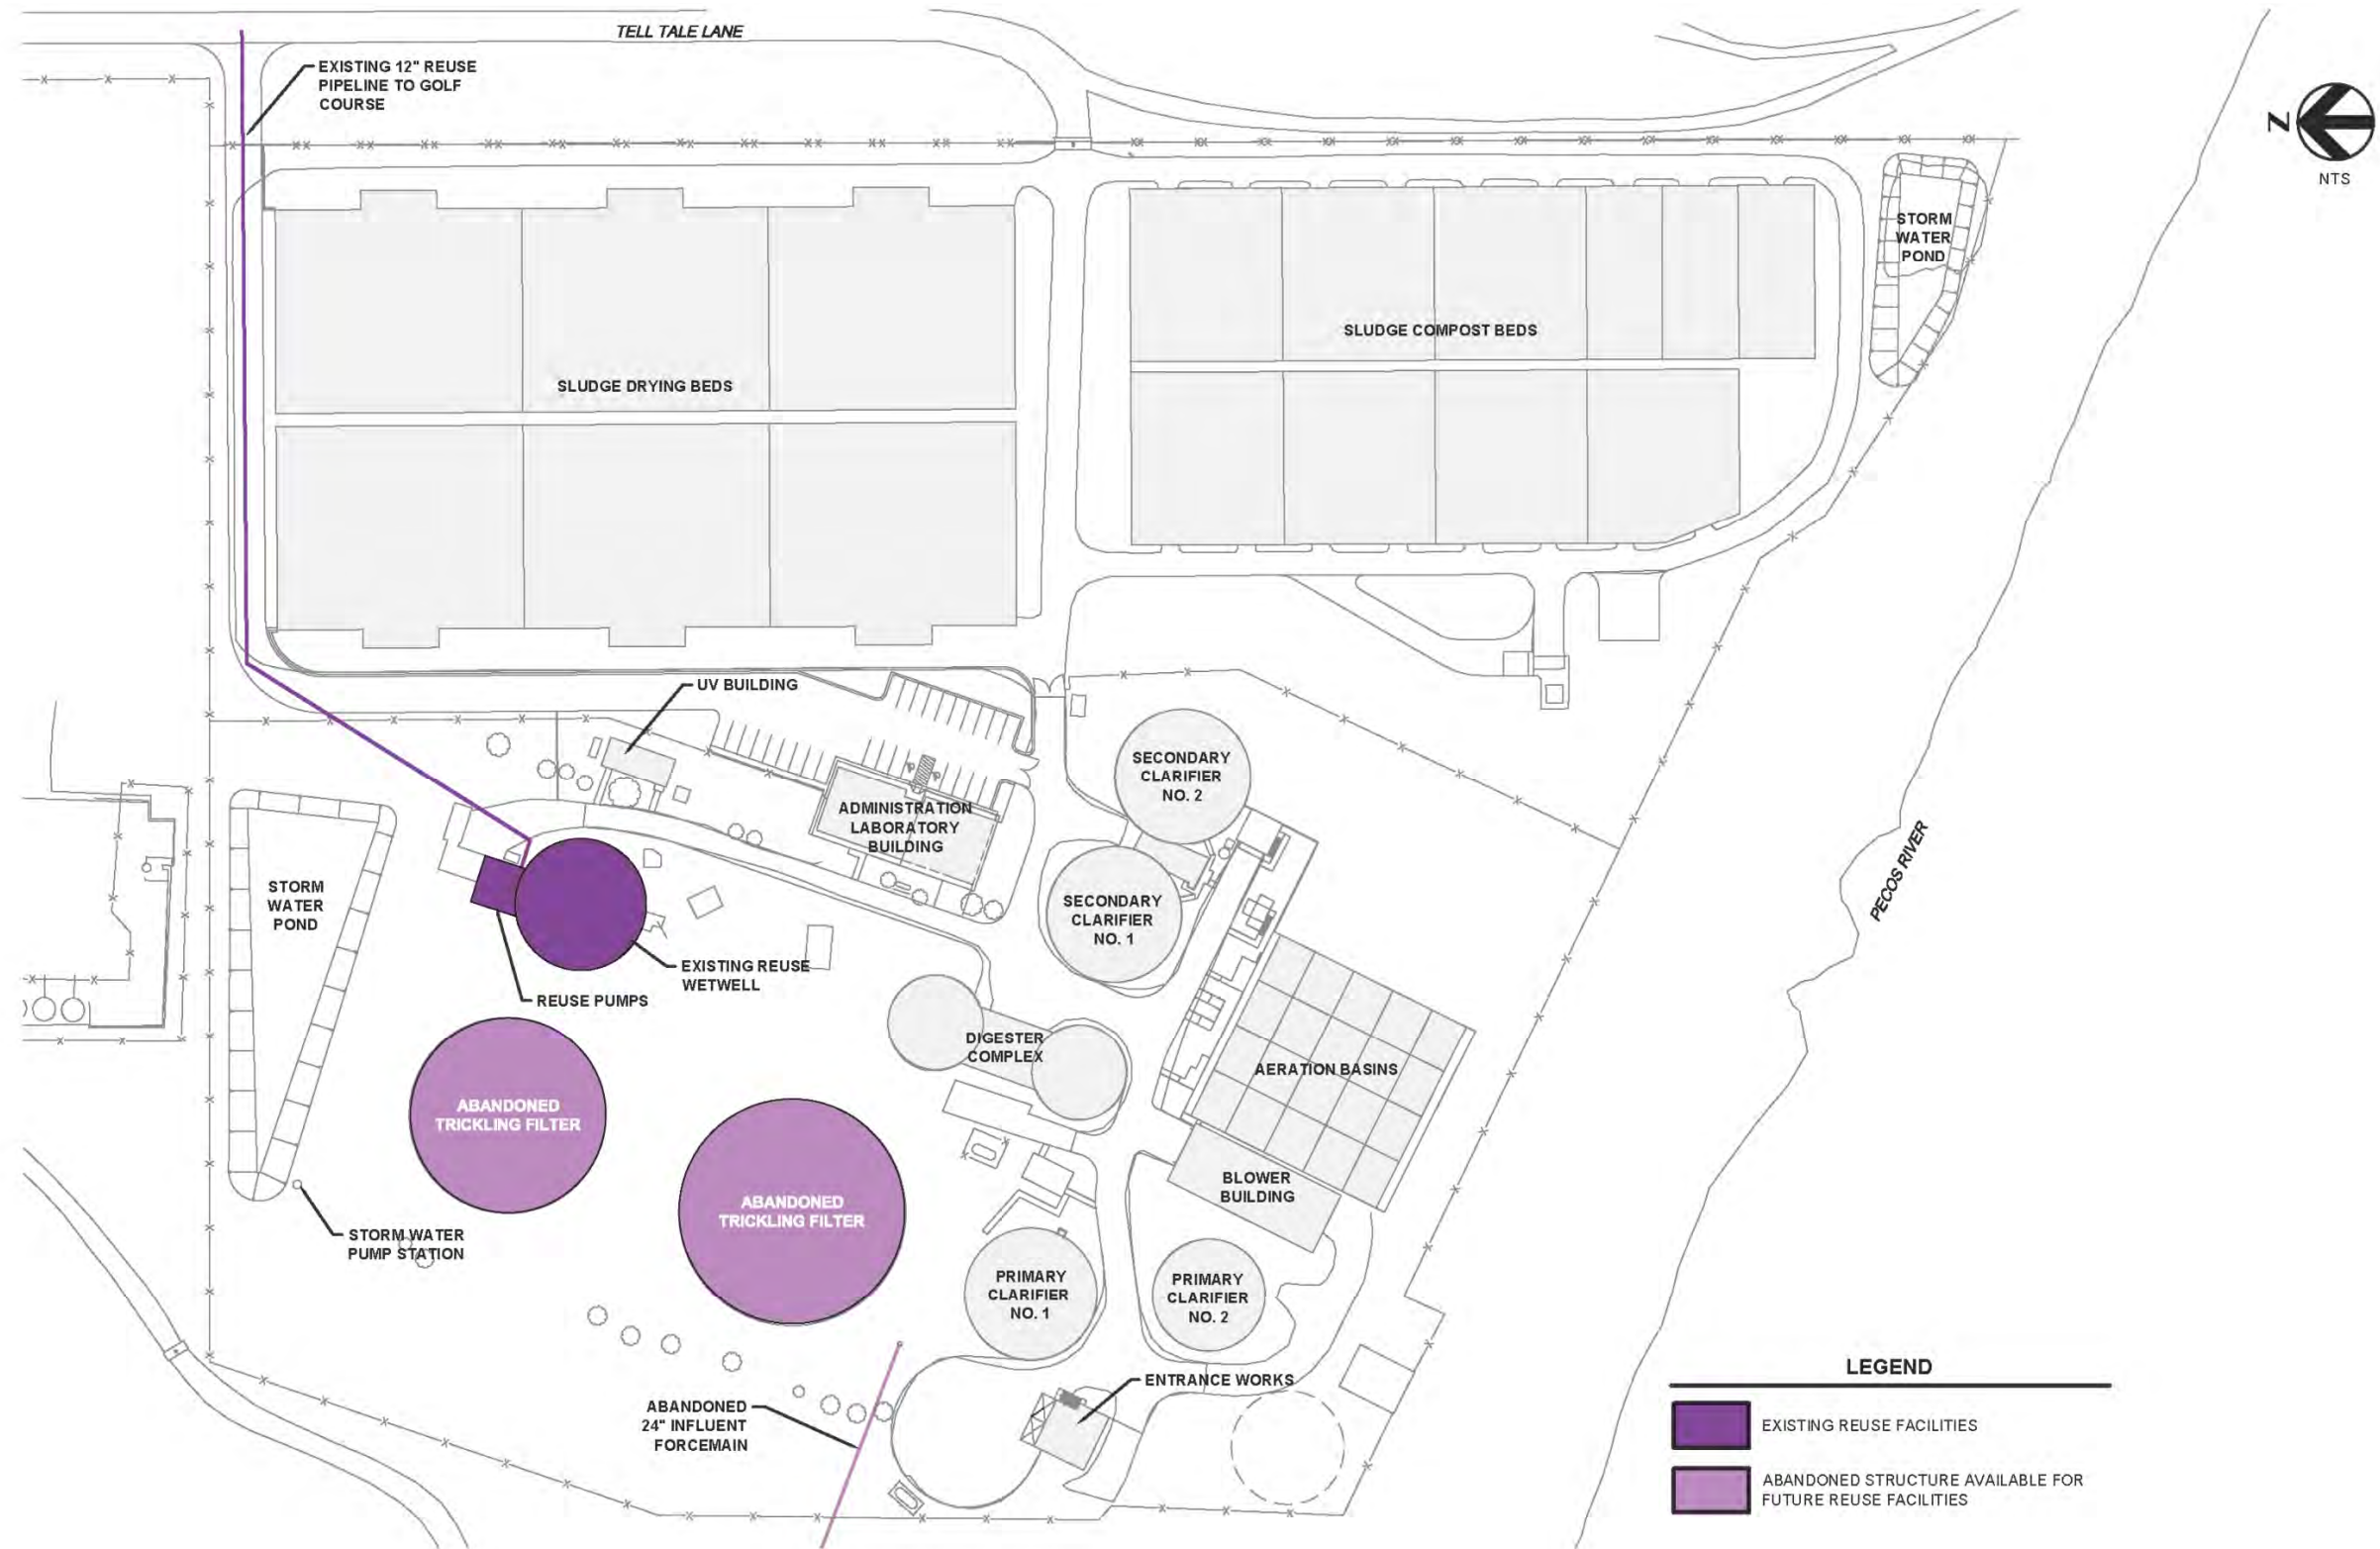 TELL TALE LANE
EXISTING 12" REUSE
PIPELINE TO GOLF
COURSE
N
NTS
STORM
WATER
POND
SLUDGE COMPOST BEDS
SLUDGE DRYING BEDS
UV BUILDING
SECONDARY
CLARIFIER
NO. 2
ADMINISTRATION
LABORATORY
BUILDING
PECOS RIVER
STORM
WATER
POND
SECONDARY
CLARIFIER
NO. 1
EXISTING REUSE
WETWELL
REUSE PUMPS
DIGESTER
COMPLEX
AERATION BASINS
ABANDONED
TRICKLING FILTER
BLOWER
BUILDING
ABANDONED
TRICKLING FILTER
STORM WATER
PUMP STATION
PRIMARY
CLARIFIER
NO. 1
PRIMARY
CLARIFIER
NO. 2
ENTRANCE WORKS
ABANDONED
24" INFLUENT
FORCEMAIN
LEGEND
EXISTING REUSE FACILITIES
ABANDONED STRUCTURE AVAILABLE FOR
FUTURE REUSE FACILITIES